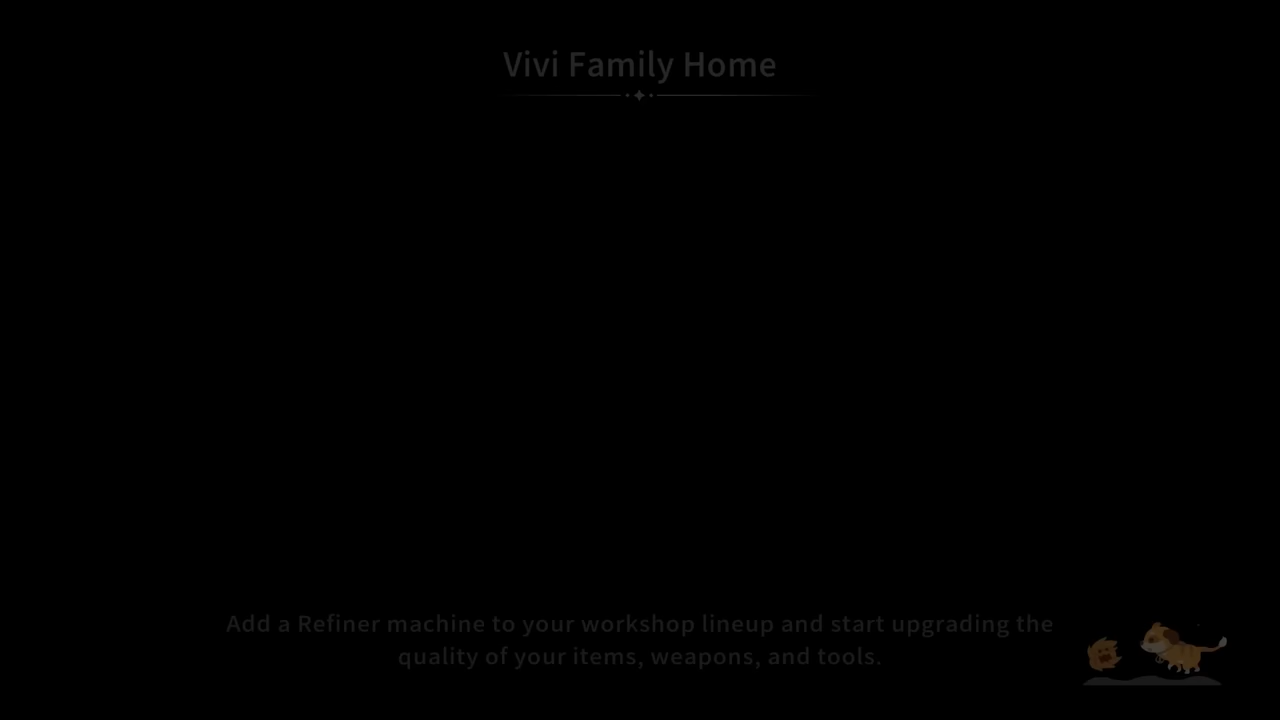 Vivi Family Home
Add a Refiner machine to your workshop lineup and start upgrading the
quality of your items, weapons, and tools.